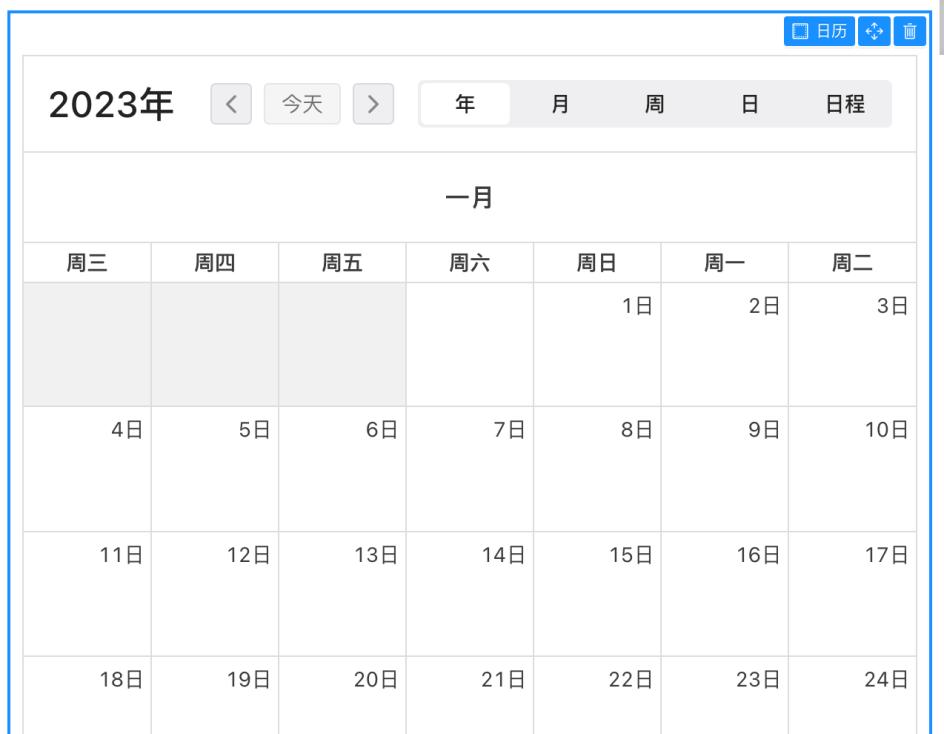 日历
2023年 今天 年 月 周 日 日程
一月
周三 周四 周五 周六 周日 周一 周二
1日 2日 3日
4日 5日 6日 7日 8日 9日 10日
11日 12日 13日 14日 15日 16日 17日
18日 19日 20日 21日 22日 23日 24日